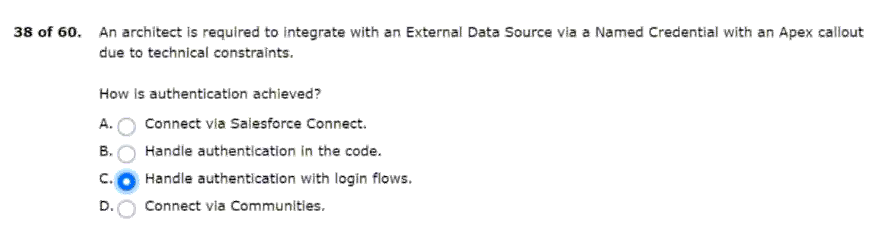 38 of 60. An architect is required to integrate with an External Data Source via a Named Credential with an Apex callout
due to technical constraints.
How is authentication achieved?
A. Connect via Salesforce Connect.
B. Handle authentication in the code.
C. Handle authentication with login flows.
D. Connect via Communities.